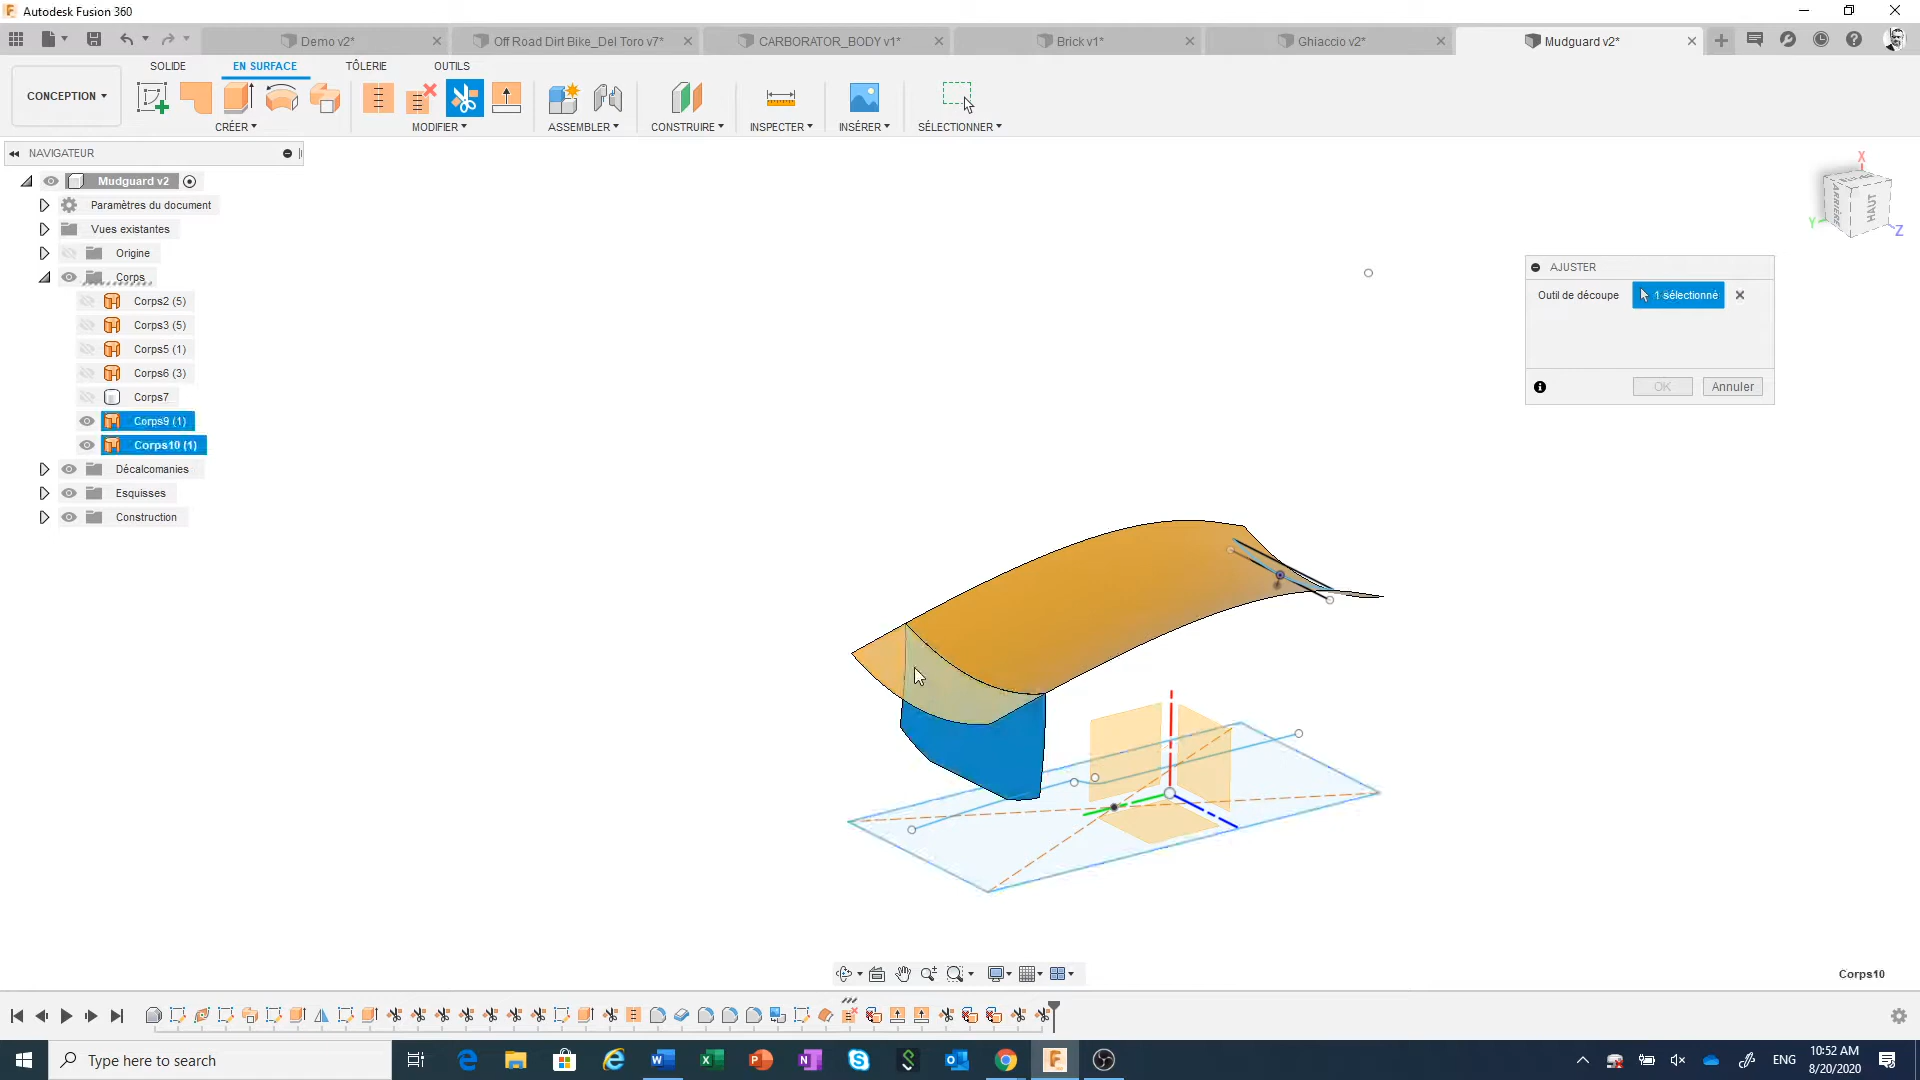 Autodesk Fusion 360
Demo v2*
Off Road Dirt Bike_Del Toro v7*
CARBORATOR_BODY v1*
Brick v1*
Ghiaccio v2*
Mudguard v2*
SOLIDE
EN SURFACE
TÔLERIE
OUTILS
CONCEPTION
CRÉER
MODIFIER
ASSEMBLER
CONSTRUIRE
INSPECTER
INSÉRER
SÉLECTIONNER
NAVIGATEUR
Mudguard v2
Paramètres du document
Vues existantes
Origine
Corps
Corps2 (5)
Corps3 (5)
Corps5 (1)
Corps6 (3)
Corps7
Corps9 (1)
Corps10 (1)
Décalcomanies
Esquisses
Construction
X
Y
Z
HAUT
ARRIÈRE
AJUSTER
Outil de découpe
1 sélectionné
OK
Annuler
Corps10
Type here to search
ENG
10:52 AM
8/20/2020